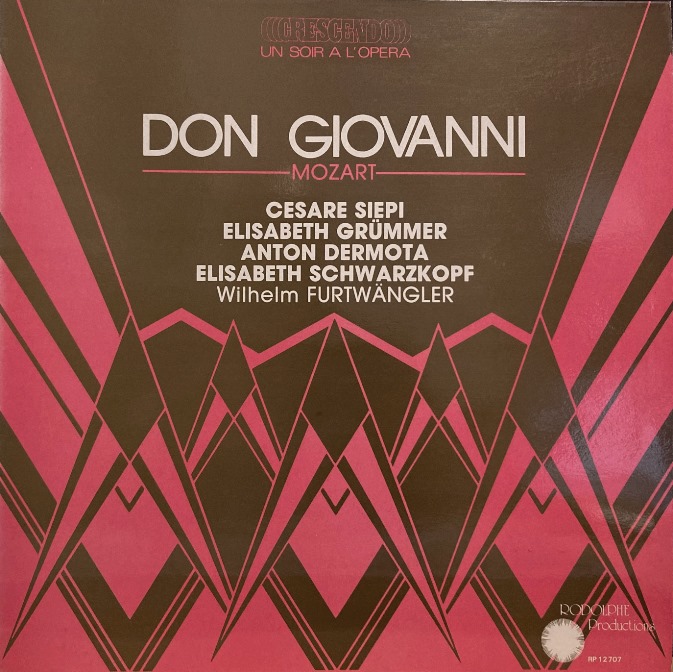 (((CRESCENDO)))
UN SOIR A L'OPERA
DON GIOVANNI
MOZART
CESARE SIEPI
ELISABETH GRÜMMER
ANTON DERMOTA
ELISABETH SCHWARZKOPF
Wilhelm FURTWÄNGLER
RODOLPHE
Productions
RP 12707